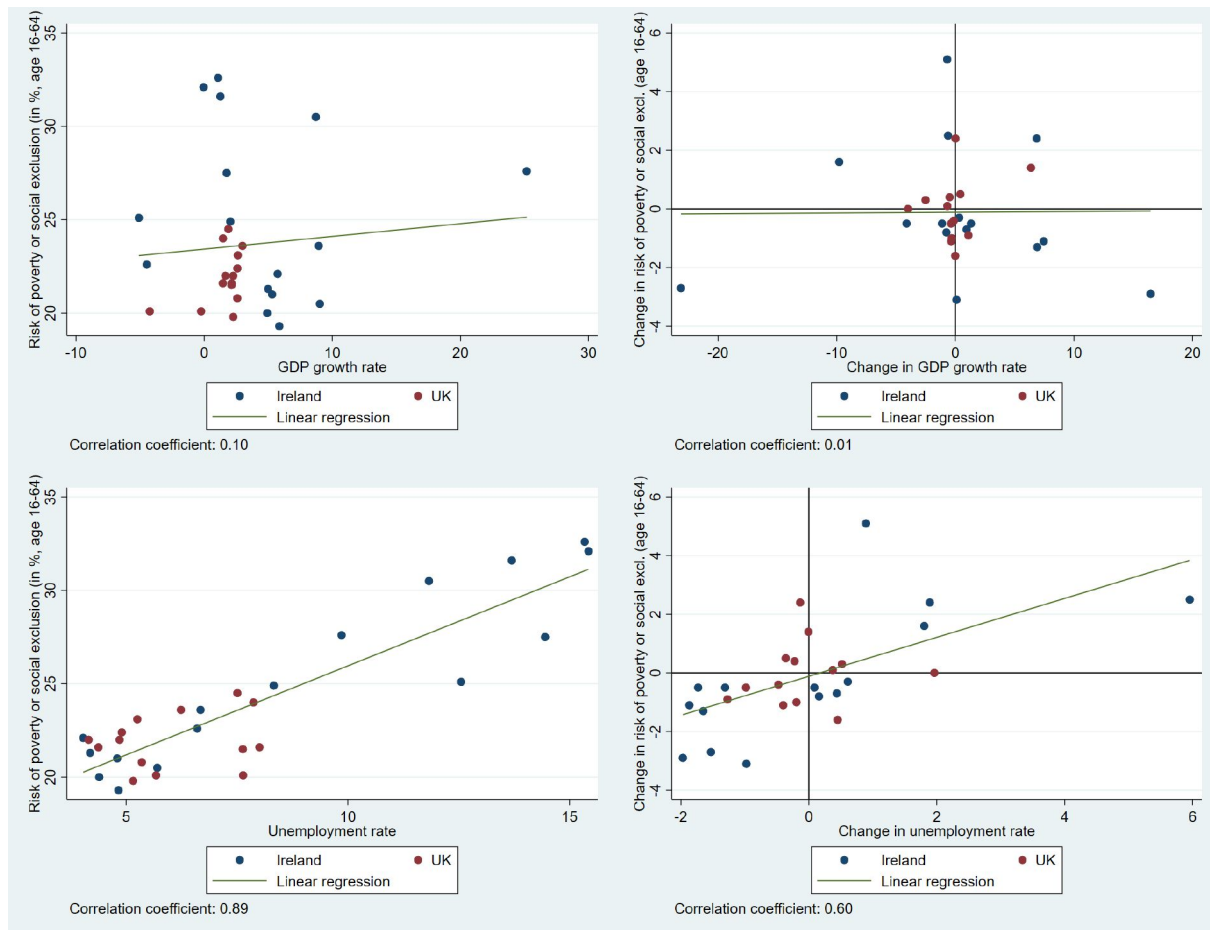 Risk of poverty or social exclusion (in %, age 16-64)
35
30
25
20
-10 0 10 20 30
GDP growth rate
Ireland UK
Linear regression
Correlation coefficient: 0.10
Change in risk of poverty or social excl. (age 16-64)
6
4
2
0
-2
-4
-20 -10 0 10 20
Change in GDP growth rate
Ireland UK
Linear regression
Correlation coefficient: 0.01
Risk of poverty or social exclusion (in %, age 16-64)
35
30
25
20
5 10 15
Unemployment rate
Ireland UK
Linear regression
Correlation coefficient: 0.89
Change in risk of poverty or social excl. (age 16-64)
6
4
2
0
-2
-4
-2 0 2 4 6
Change in unemployment rate
Ireland UK
Linear regression
Correlation coefficient: 0.60